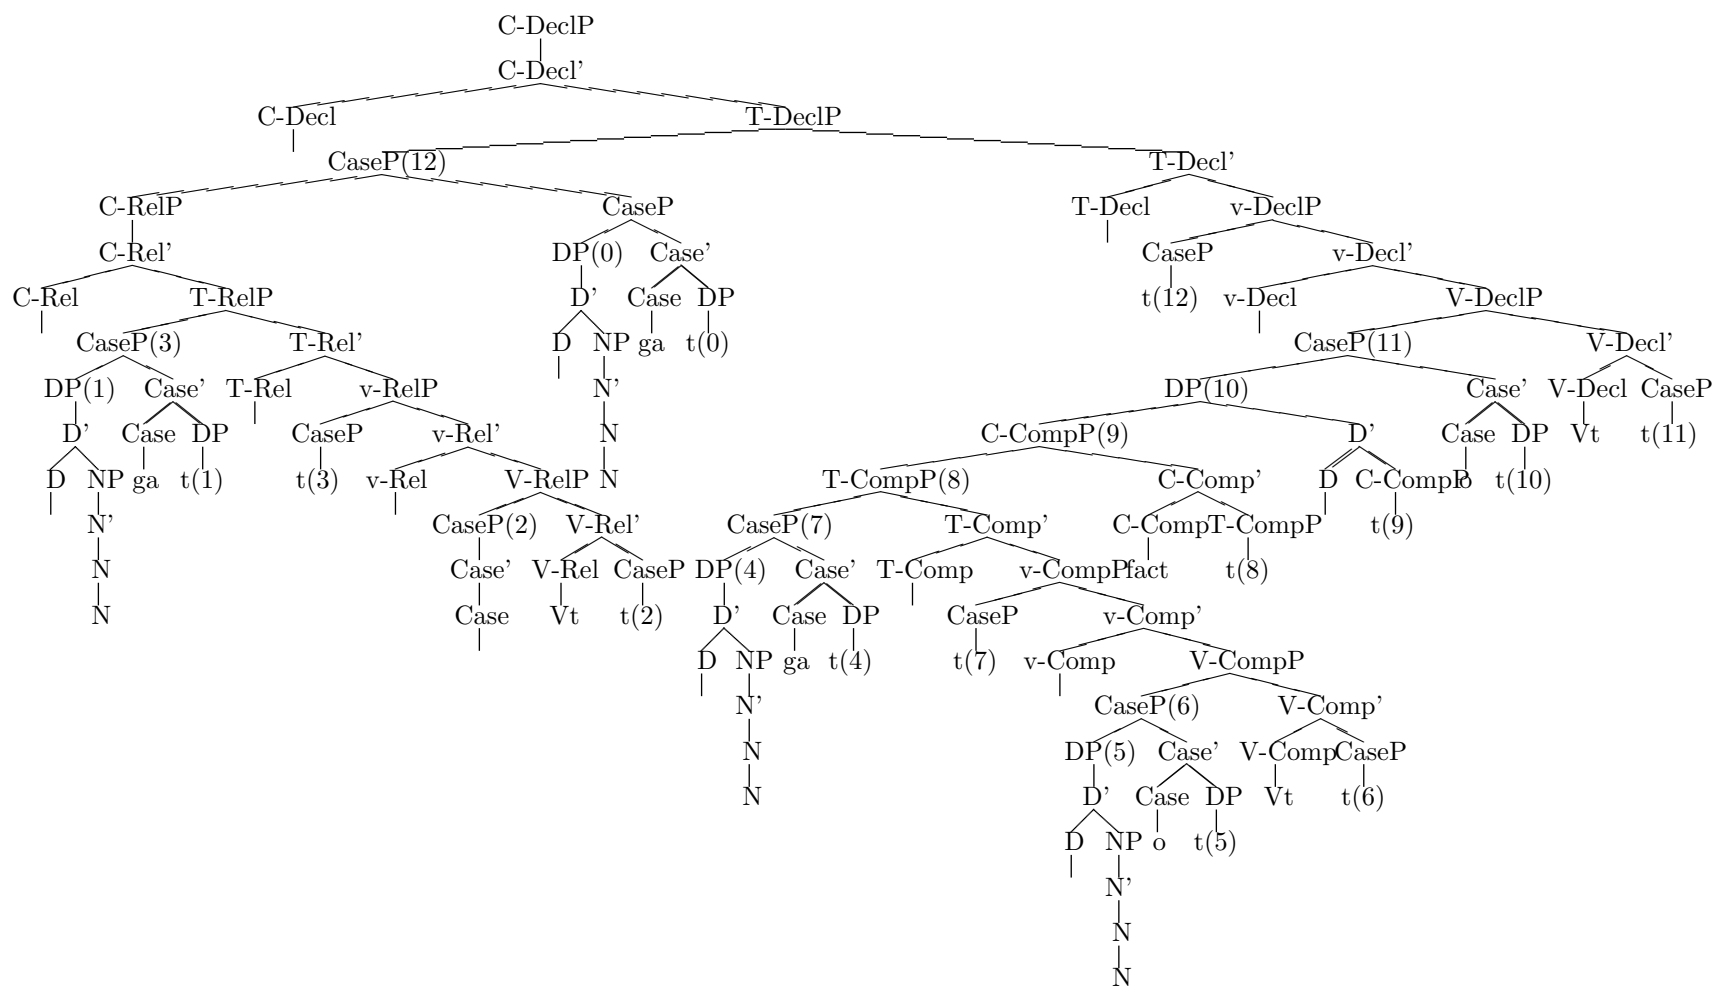 C-DeclP
C-Decl'
C-Decl T-DeclP
CaseP(12) T-Decl'
C-RelP CaseP T-Decl v-DeclP
C-Rel' DP(0) Case' CaseP v-Decl'
C-Rel T-RelP D' Case DP t(12) v-Decl V-DeclP
CaseP(3) T-Rel' D NP ga t(0) CaseP(11) V-Decl'
DP(1) Case' T-Rel v-RelP N' DP(10) Case' V-Decl CaseP
D' Case DP CaseP v-Rel' N C-CompP(9) D' Case DP Vt t(11)
D NP ga t(1) t(3) v-Rel V-RelP N T-CompP(8) C-Comp' D C-CompP o t(10)
N' CaseP(2) V-Rel' CaseP(7) T-Comp' C-Comp T-CompP t(9)
N Case' V-Rel CaseP DP(4) Case' T-Comp v-CompP fact t(8)
N Case Vt t(2) D' Case DP CaseP v-Comp'
D NP ga t(4) t(7) v-Comp V-CompP
N' CaseP(6) V-Comp'
N DP(5) Case' V-Comp CaseP
N D' Case DP Vt t(6)
D NP o t(5)
N'
N
N